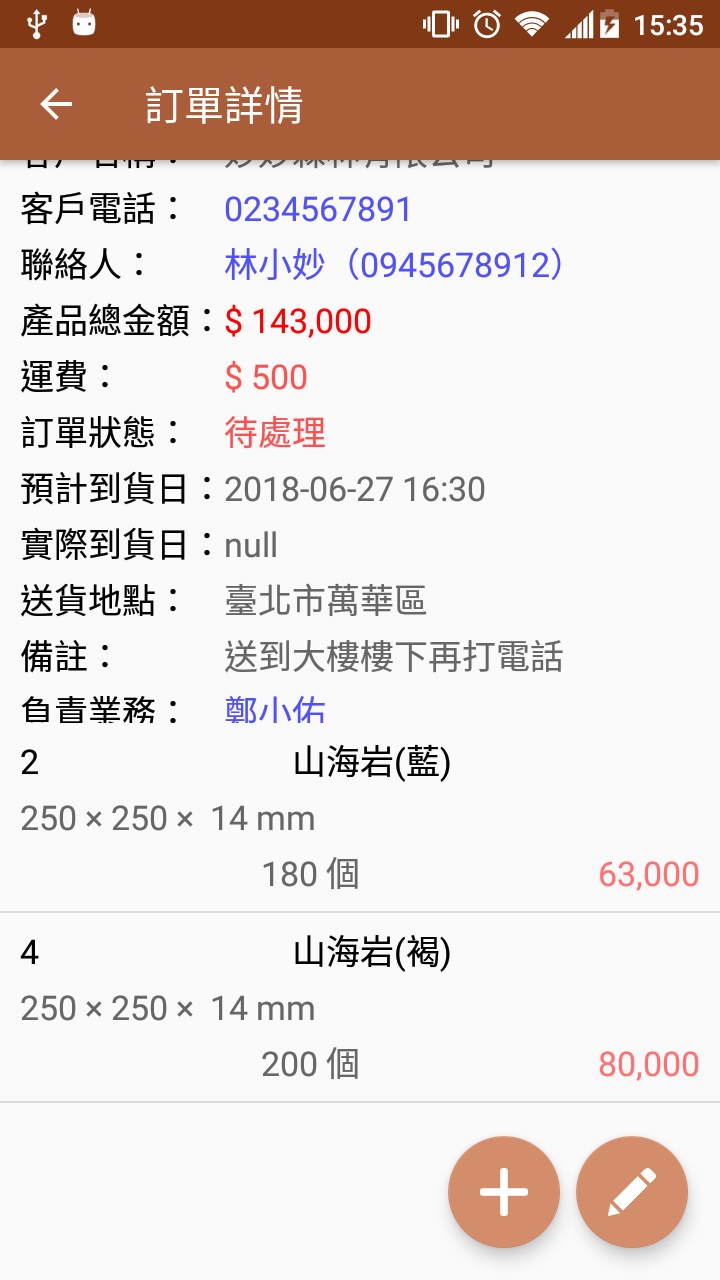 15:35
訂單詳情
客戶電話： 0234567891
聯絡人： 林小妙（0945678912）
產品總金額：$ 143,000
運費： $ 500
訂單狀態： 待處理
預計到貨日：2018-06-27 16:30
實際到貨日：null
送貨地點： 臺北市萬華區
備註： 送到大樓樓下再打電話
負責業務： 鄭小佑
2 山海岩(藍)
250 × 250 × 14 mm
180 個 63,000
4 山海岩(褐)
250 × 250 × 14 mm
200 個 80,000